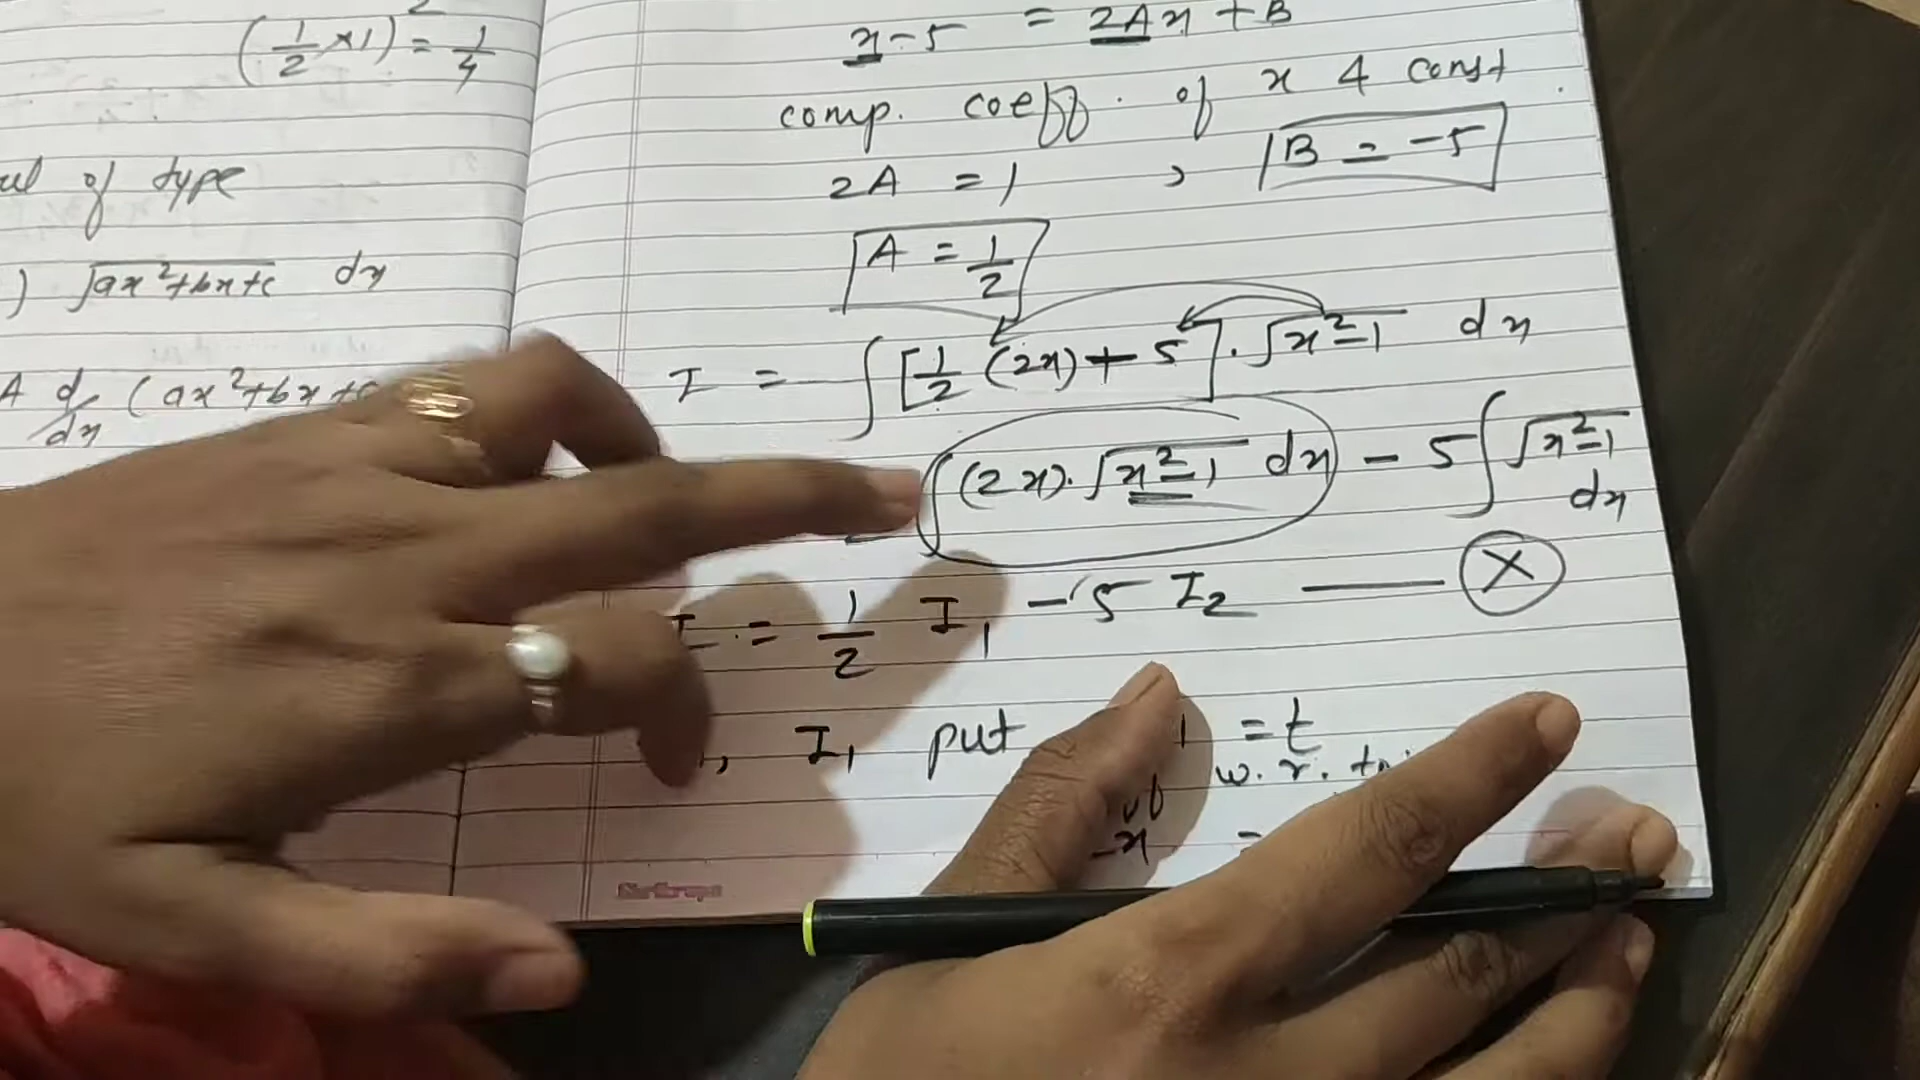 (1/2 × 1)² = 1/4
of type
) √ax²+bx+c dx
A d/dx (ax²+bx+
x - 5 = 2Ax + B
comp. coeff. of x 4 const
2A = 1 , B = -5
A = 1/2
I = ∫ [1/2 (2x) + 5] . √x²-1 dx
∫ (2x). √x²-1 dx - 5 ∫ √x²-1 dx
I = 1/2 I₁ - 5 I₂ — X
, I₁ put 1 = t
w. r. to
x =